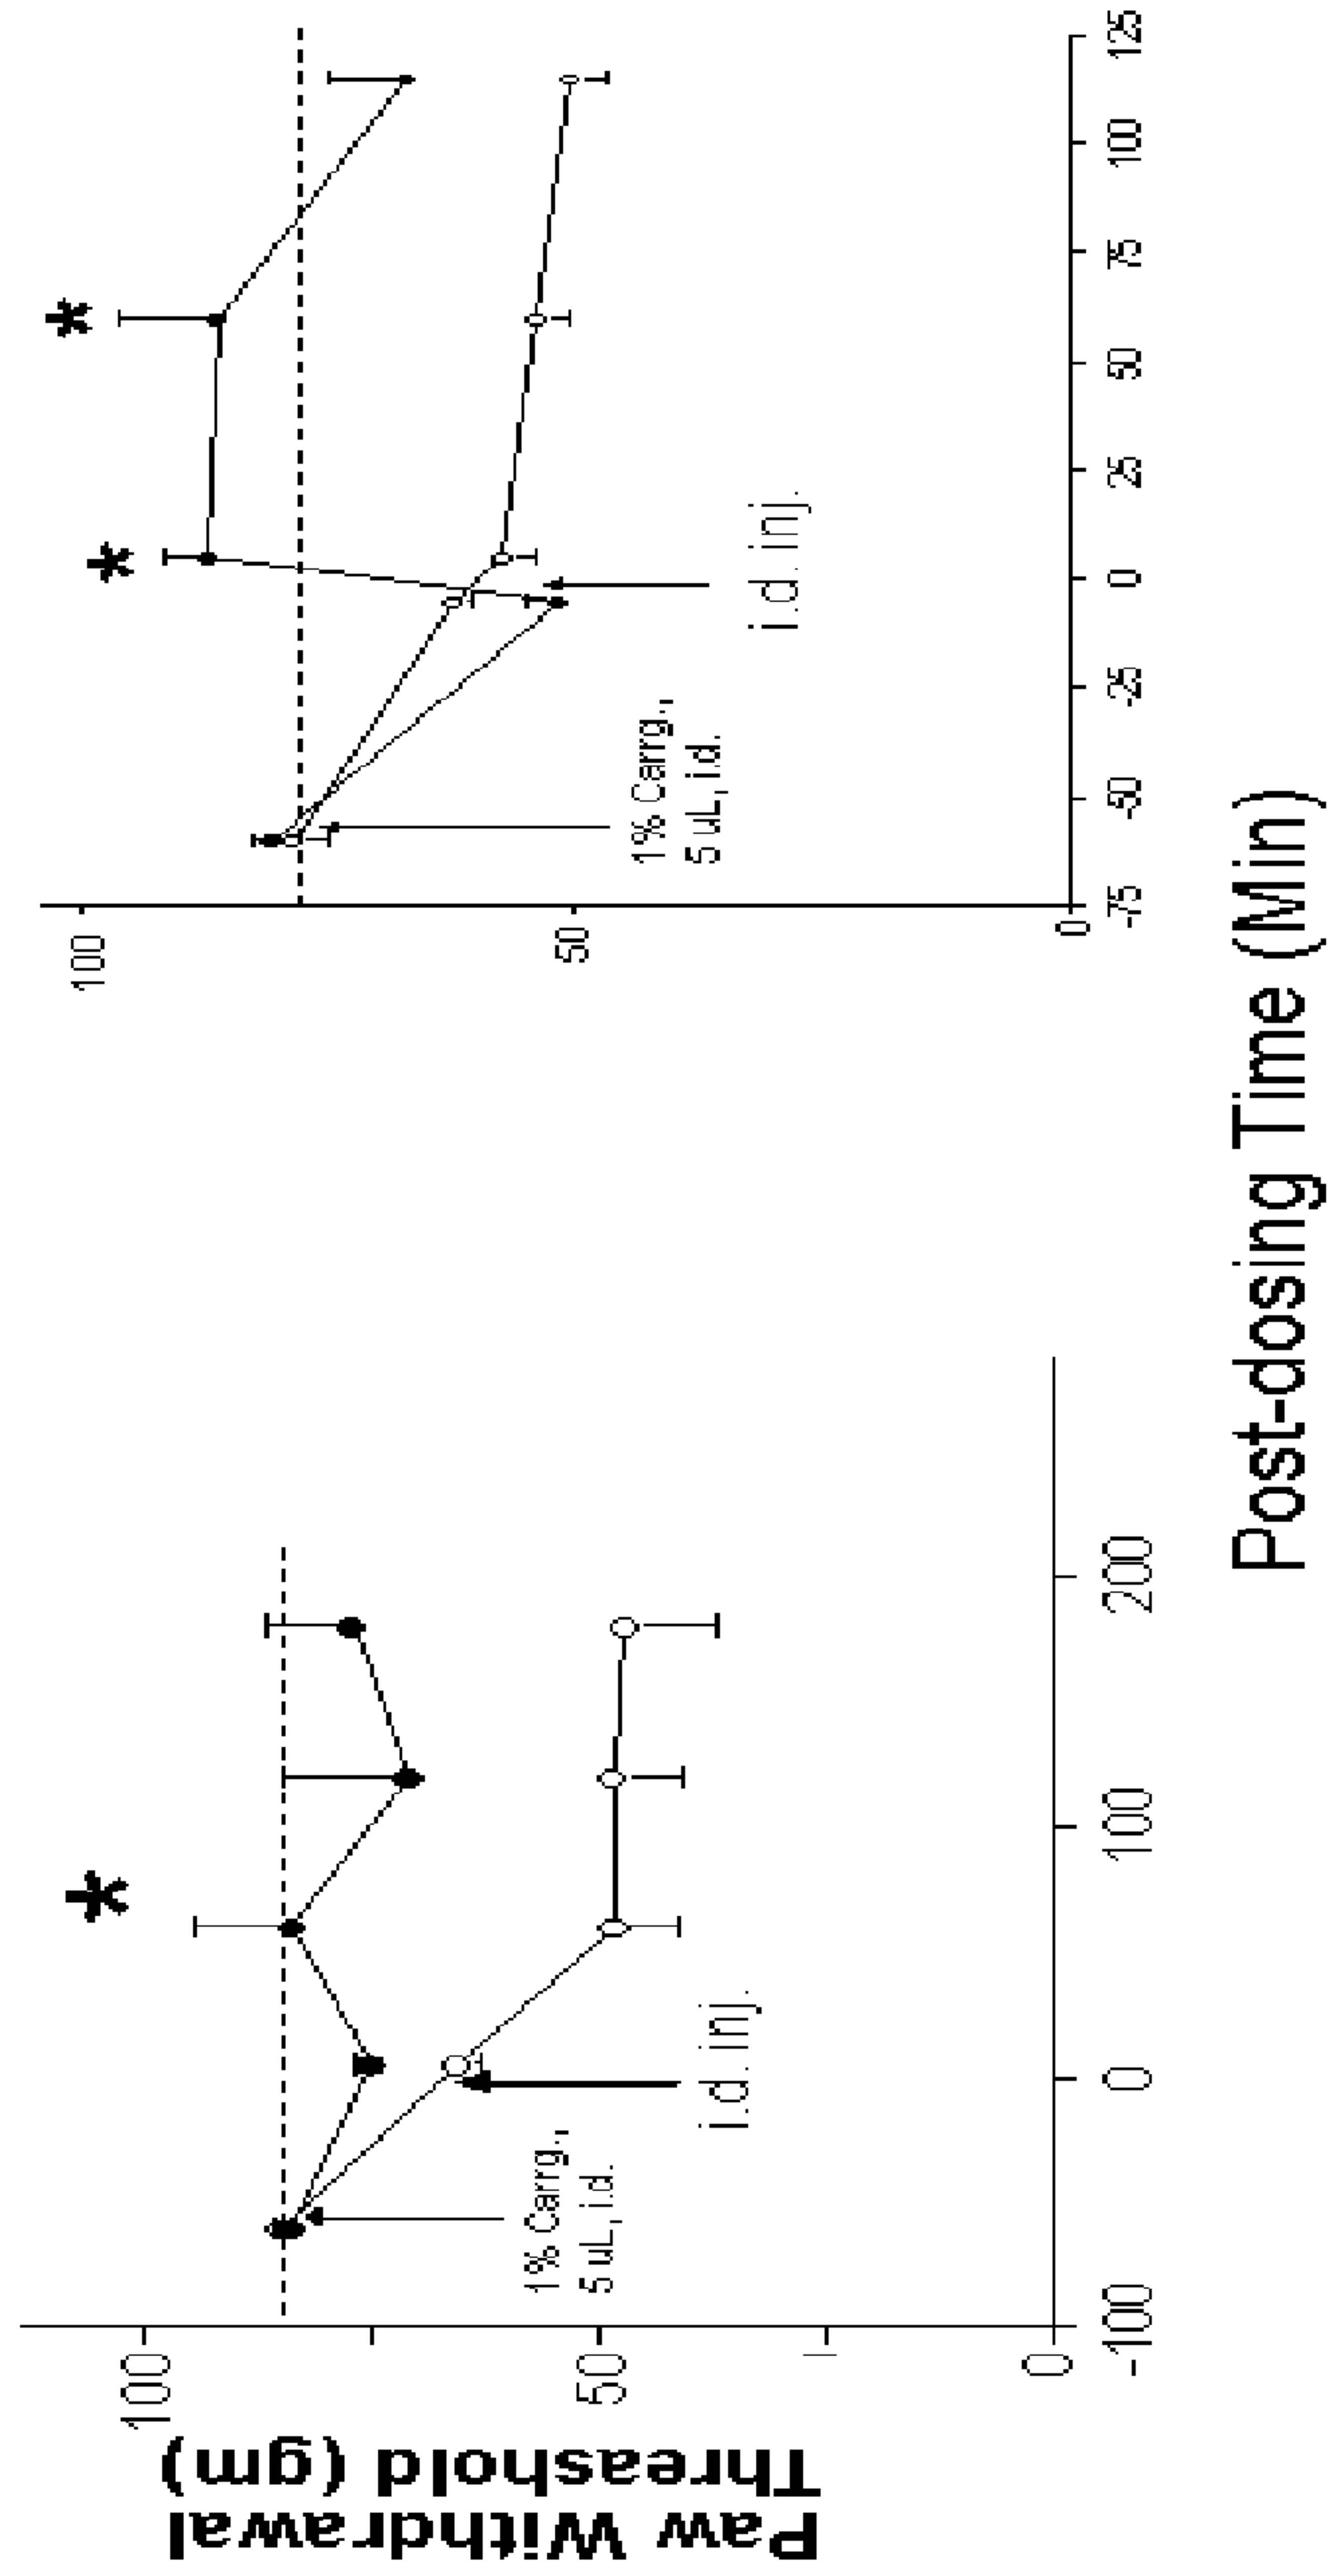 Paw Withdrawal
Threashold (gm)
100
50
0
-100
0
100
200
*
1% Carrg.,
5 uL, i.d.
i.d. inj.
100
50
0
-75
-50
-25
0
25
50
75
100
125
*
*
1% Carrg.,
5 uL, i.d.
i.d. inj.
Post-dosing Time (Min)